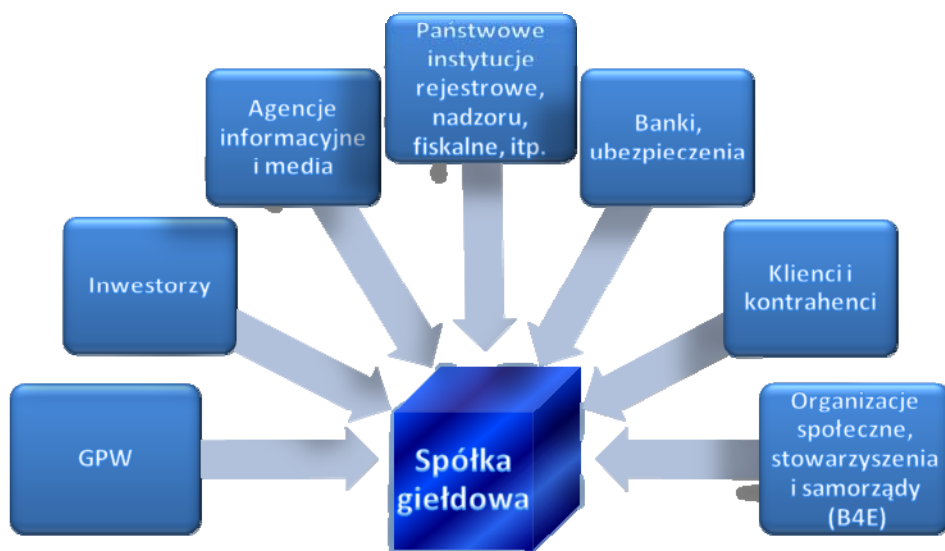 Państwowe
instytucje
rejestrowe,
nadzoru,
fiskalne, itp.
Agencje
informacyjne
i media
Banki,
ubezpieczenia
Inwestorzy
Klienci i
kontrahenci
GPW
Spółka
giełdowa
Organizacje
społeczne,
stowarzyszenia
i samorządy
(B4E)